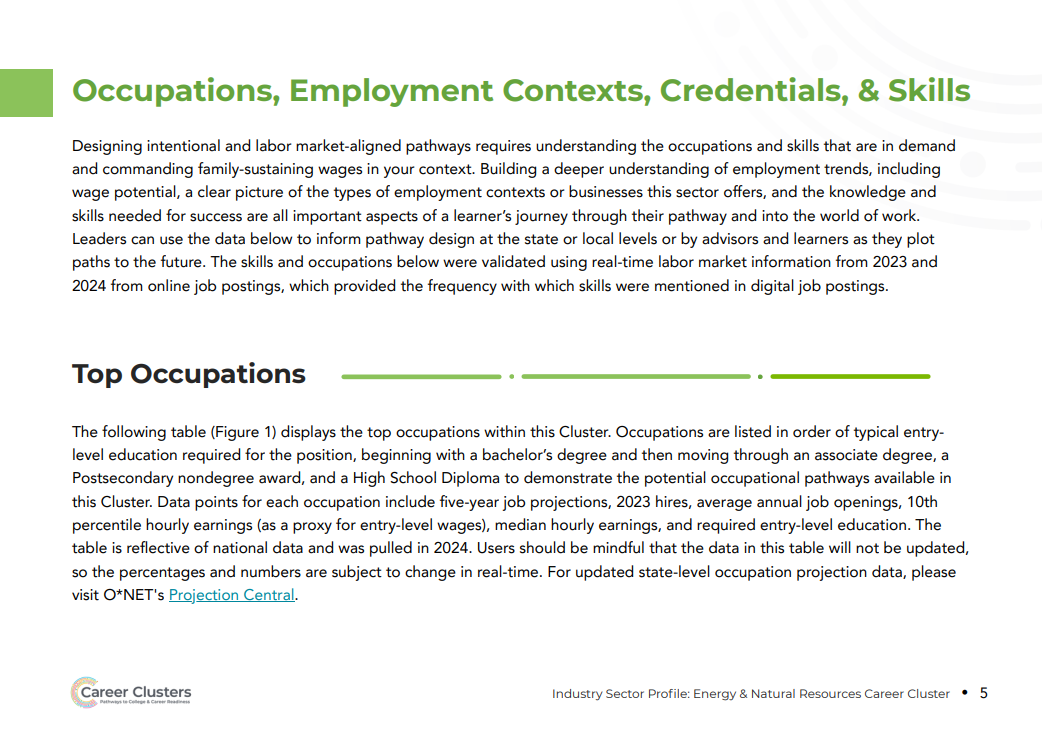 Occupations, Employment Contexts, Credentials, & Skills
Designing intentional and labor market-aligned pathways requires understanding the occupations and skills that are in demand
and commanding family-sustaining wages in your context. Building a deeper understanding of employment trends, including
wage potential, a clear picture of the types of employment contexts or businesses this sector offers, and the knowledge and
skills needed for success are all important aspects of a learner’s journey through their pathway and into the world of work.
Leaders can use the data below to inform pathway design at the state or local levels or by advisors and learners as they plot
paths to the future. The skills and occupations below were validated using real-time labor market information from 2023 and
2024 from online job postings, which provided the frequency with which skills were mentioned in digital job postings.
Top Occupations
The following table (Figure 1) displays the top occupations within this Cluster. Occupations are listed in order of typical entry-
level education required for the position, beginning with a bachelor’s degree and then moving through an associate degree, a
Postsecondary nondegree award, and a High School Diploma to demonstrate the potential occupational pathways available in
this Cluster. Data points for each occupation include five-year job projections, 2023 hires, average annual job openings, 10th
percentile hourly earnings (as a proxy for entry-level wages), median hourly earnings, and required entry-level education. The
table is reflective of national data and was pulled in 2024. Users should be mindful that the data in this table will not be updated,
so the percentages and numbers are subject to change in real-time. For updated state-level occupation projection data, please
visit O*NET's Projection Central.
Career Clusters
Pathways to College & Career Readiness
Industry Sector Profile: Energy & Natural Resources Career Cluster • 5